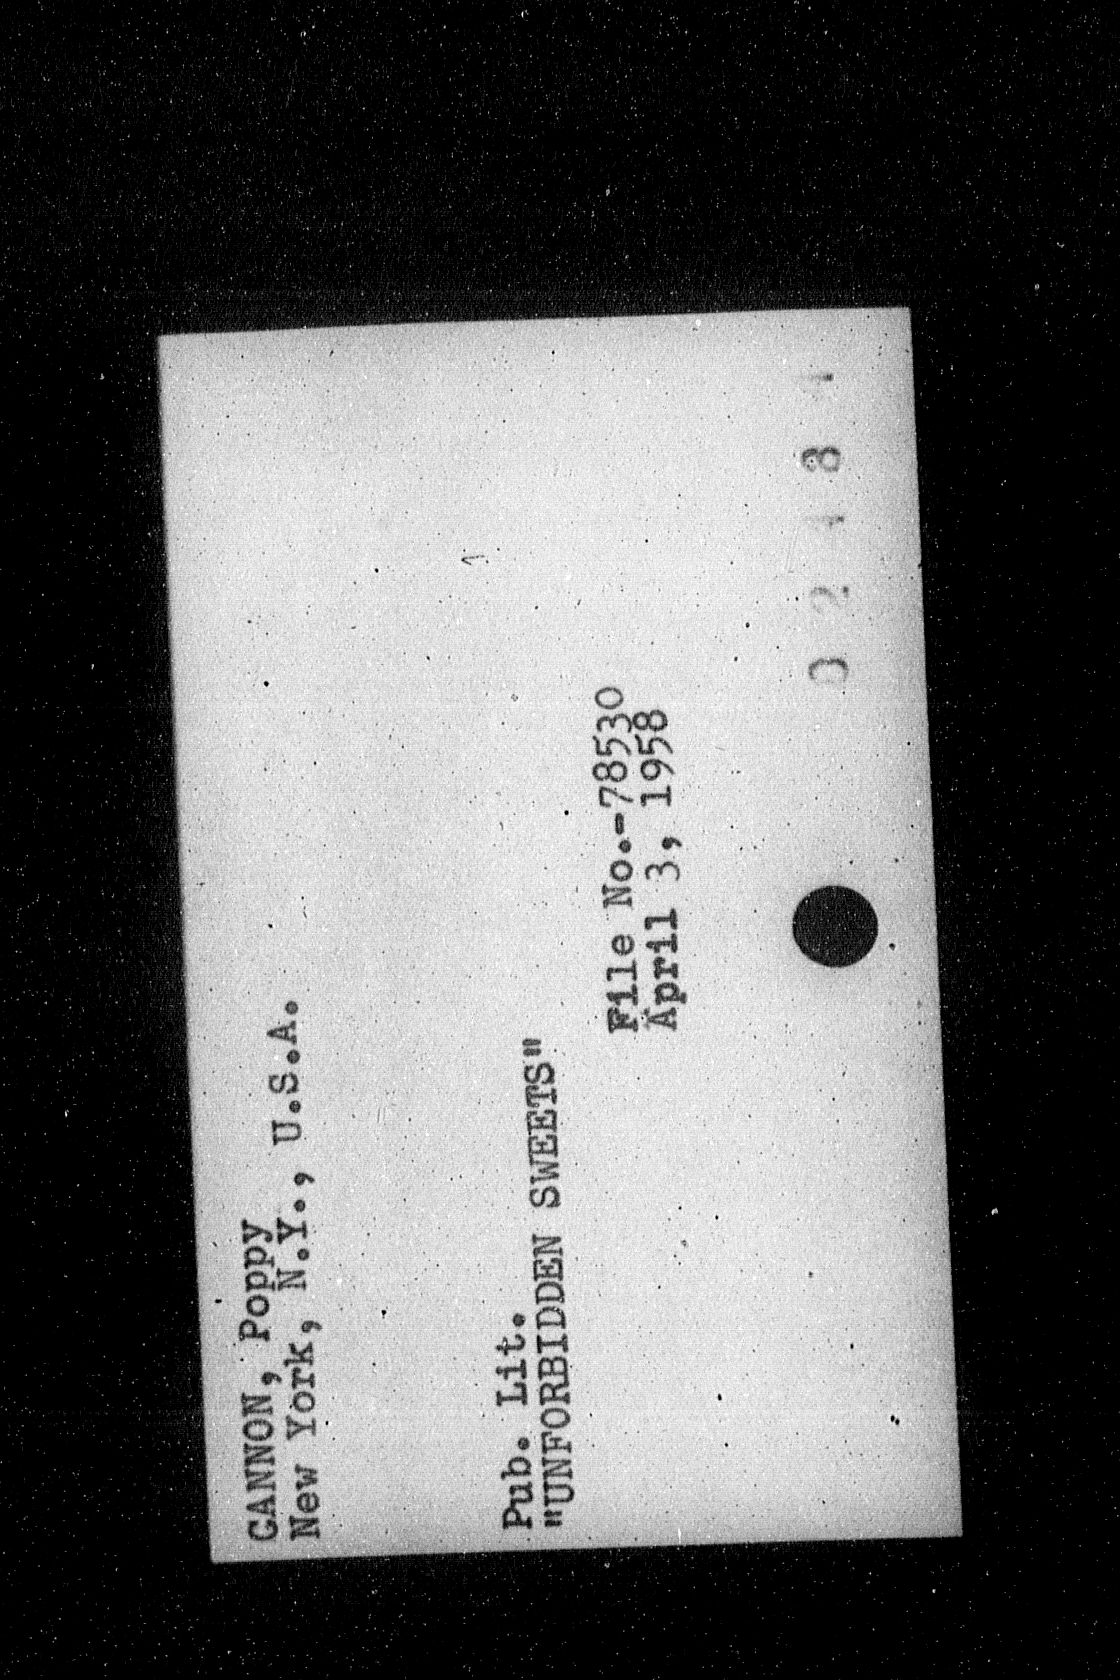 CANNON, Poppy
New York, N.Y., U.S.A.
Pub. Lit.
"UNFORBIDDEN SWEETS"
File No.-78530
April 3, 1958
0 2 1 8 1